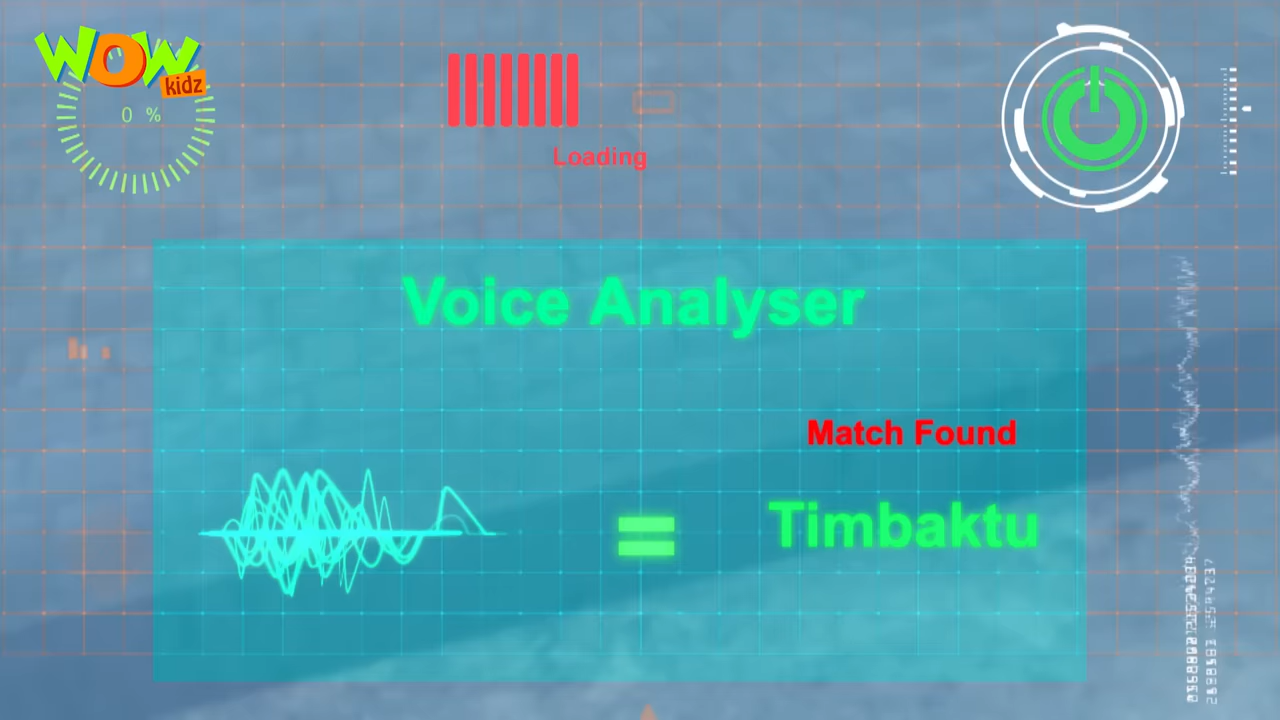 WOW
kidz
0 %
Loading
Voice Analyser
Match Found
Timbaktu